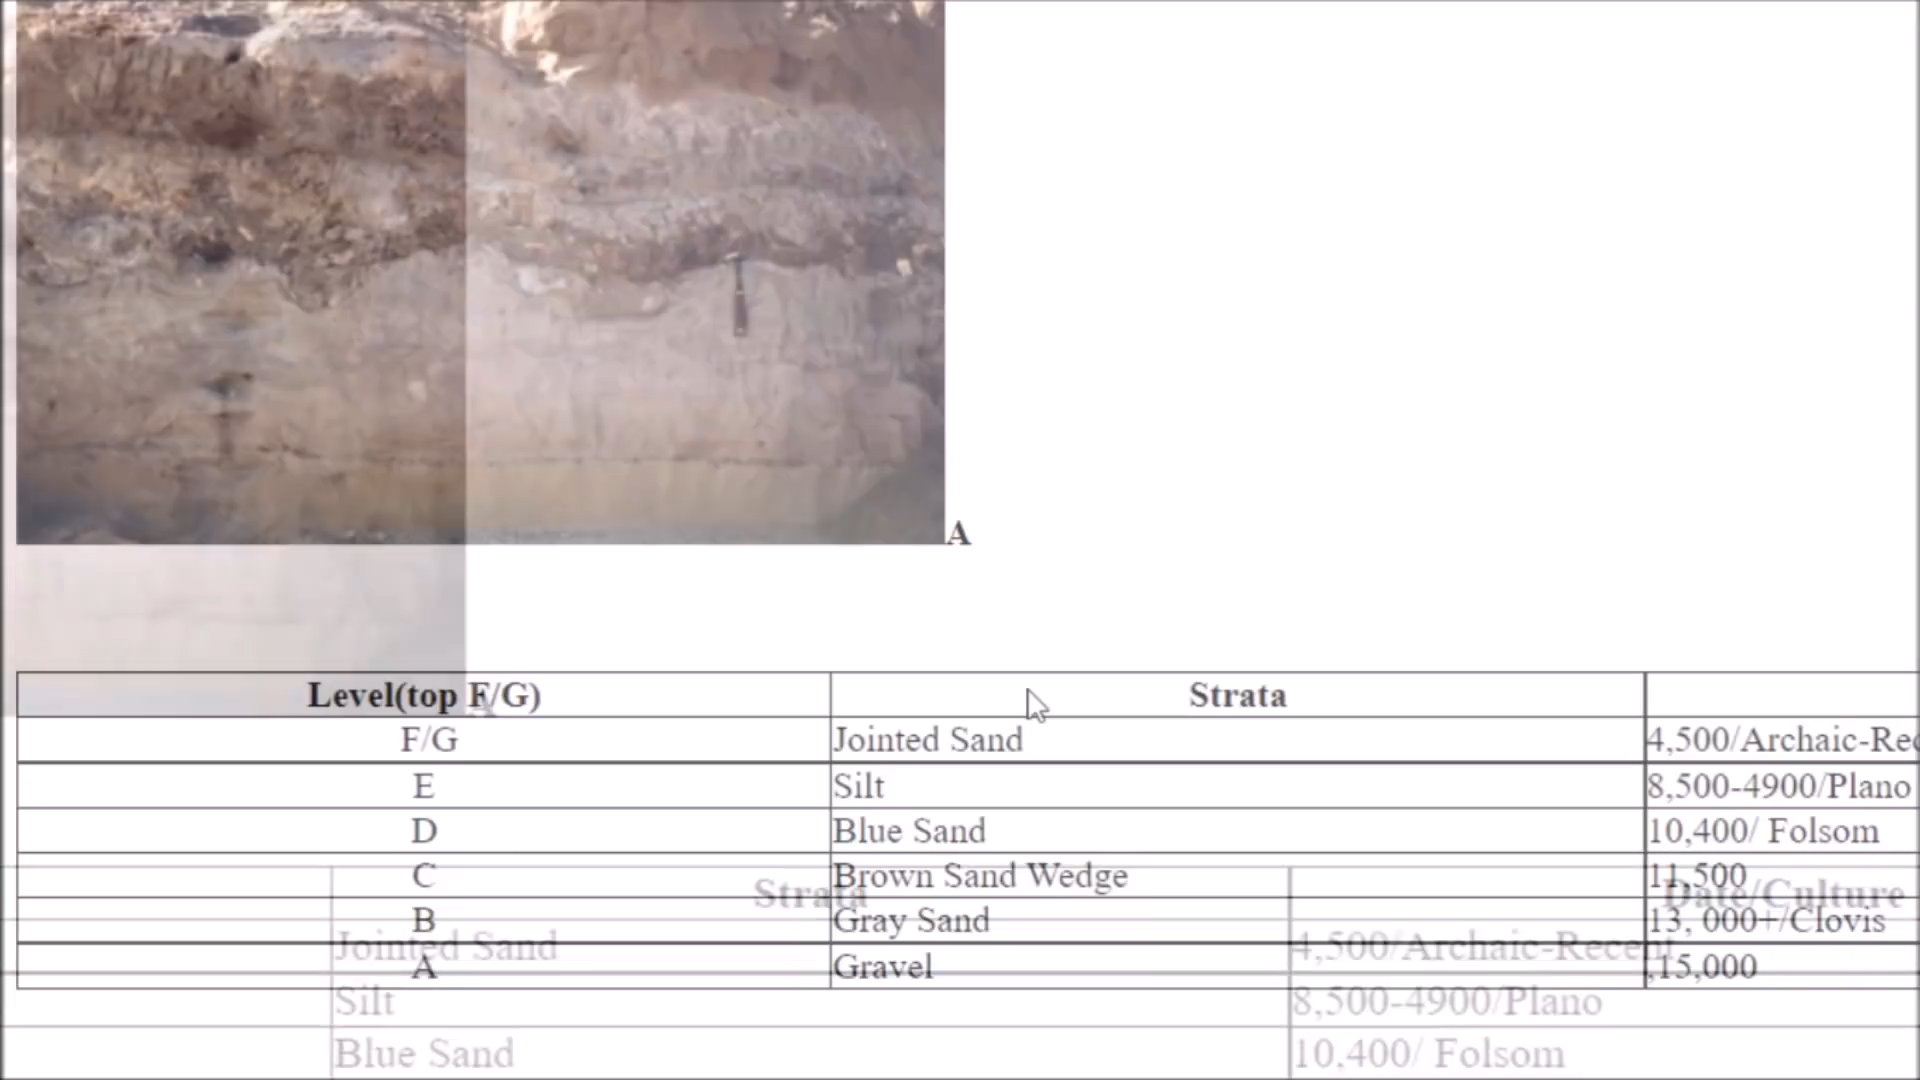 A
Level(top F/G) Strata
F/G Jointed Sand 4,500/Archaic-Rec
E Silt 8,500-4900/Plano
D Blue Sand 10,400/ Folsom
C Brown Sand Wedge 11,500
Strata Date/Culture
B Gray Sand 13, 000+/Clovis
Jointed Sand 4,500/Archaic-Recent
A Gravel ,15,000
Silt 8,500-4900/Plano
Blue Sand 10,400/ Folsom